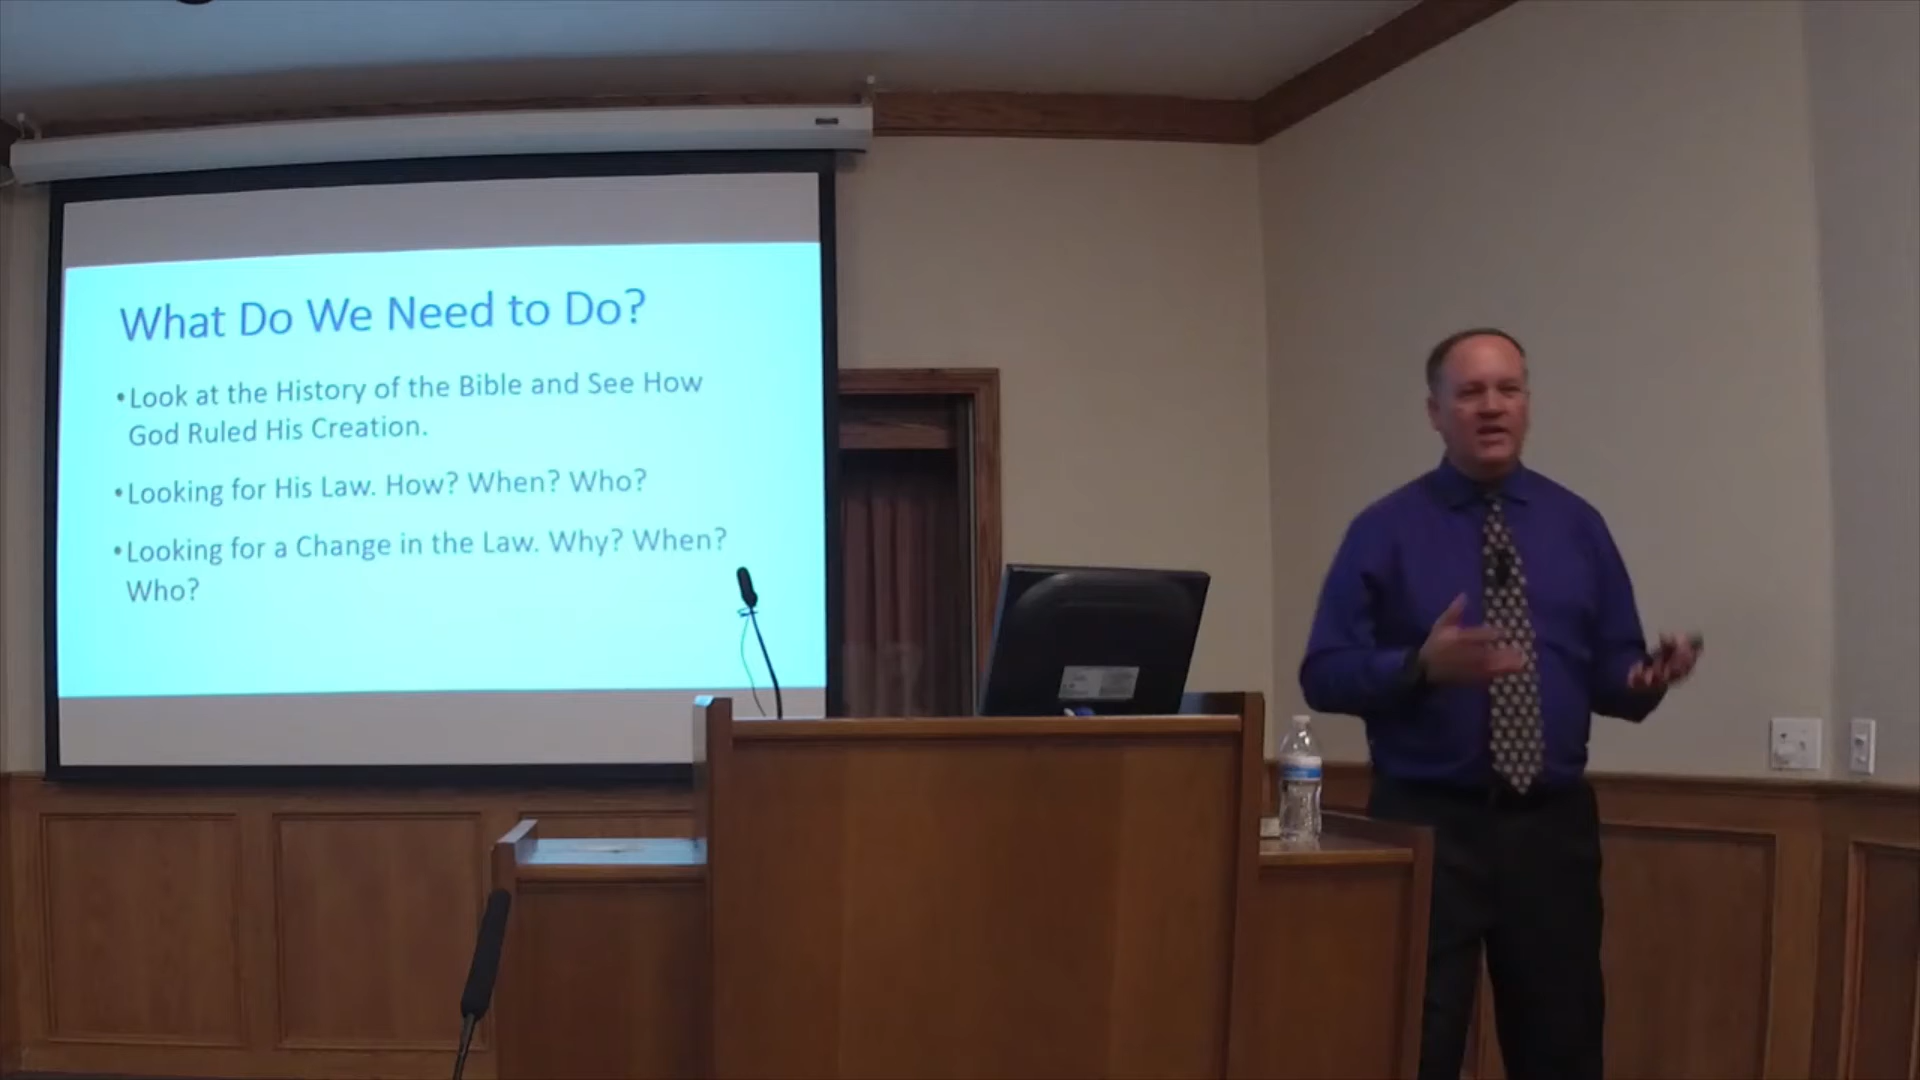 What Do We Need to Do?
•Look at the History of the Bible and See How
God Ruled His Creation.
•Looking for His Law. How? When? Who?
•Looking for a Change in the Law. Why? When?
Who?